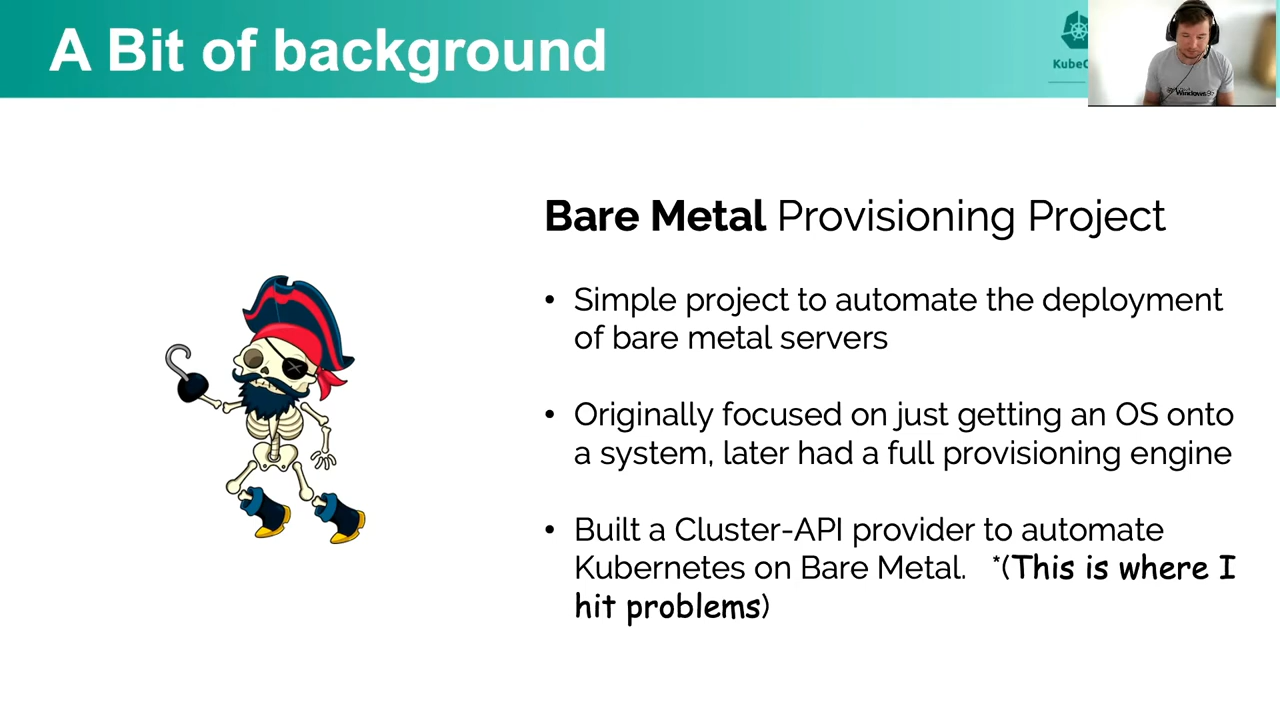 A Bit of background
Bare Metal Provisioning Project
• Simple project to automate the deployment
of bare metal servers
• Originally focused on just getting an OS onto
a system, later had a full provisioning engine
• Built a Cluster-API provider to automate
Kubernetes on Bare Metal. *(This is where I
hit problems)